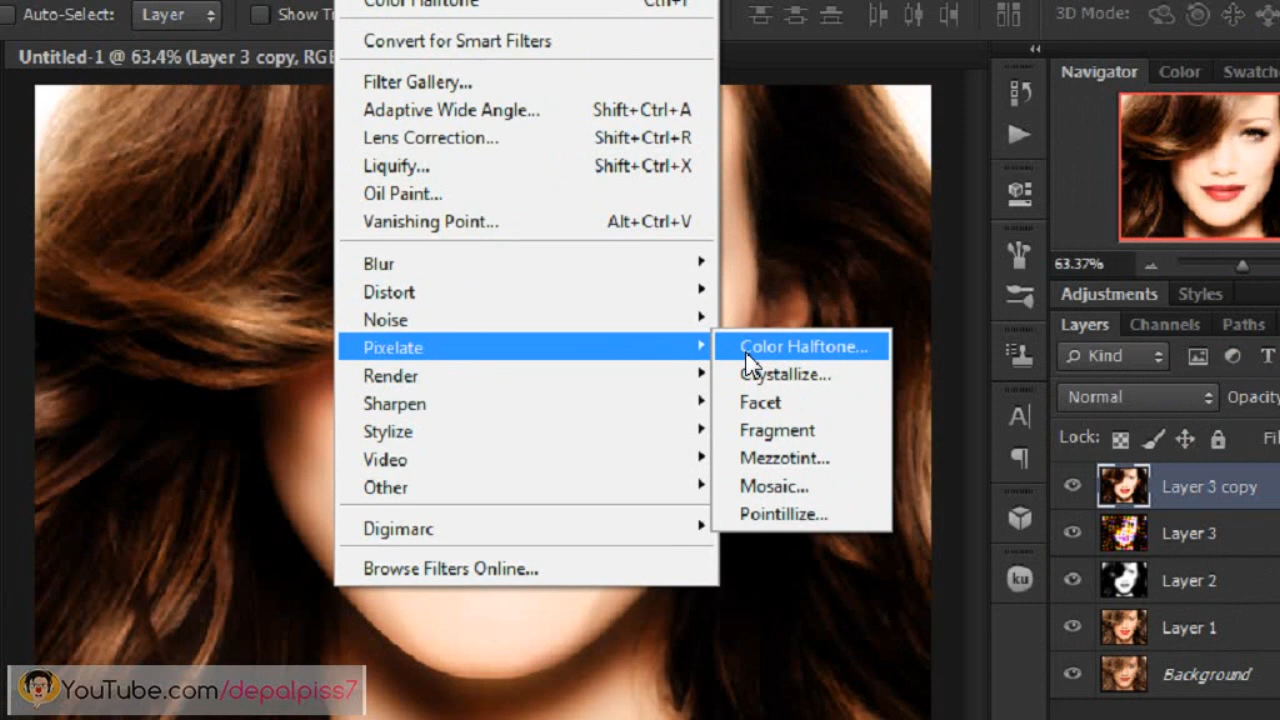 Auto-Select: Layer Show Tr
3D Mode:
Untitled-1 @ 63.4% (Layer 3 copy, RGB
Color Halftone Ctrl+F
Convert for Smart Filters
Filter Gallery...
Adaptive Wide Angle... Shift+Ctrl+A
Lens Correction... Shift+Ctrl+R
Liquify... Shift+Ctrl+X
Oil Paint...
Vanishing Point... Alt+Ctrl+V
Blur
Distort
Noise
Pixelate
Render
Sharpen
Stylize
Video
Other
Digimarc
Browse Filters Online...
Color Halftone...
Crystallize...
Facet
Fragment
Mezzotint...
Mosaic...
Pointillize...
Navigator Color Swatch
63.37%
Adjustments Styles
Layers Channels Paths
Kind T
Normal Opacity
Lock: Fil
A
ku
Layer 3 copy
Layer 3
Layer 2
Layer 1
Background
YouTube.com/depalpiss7